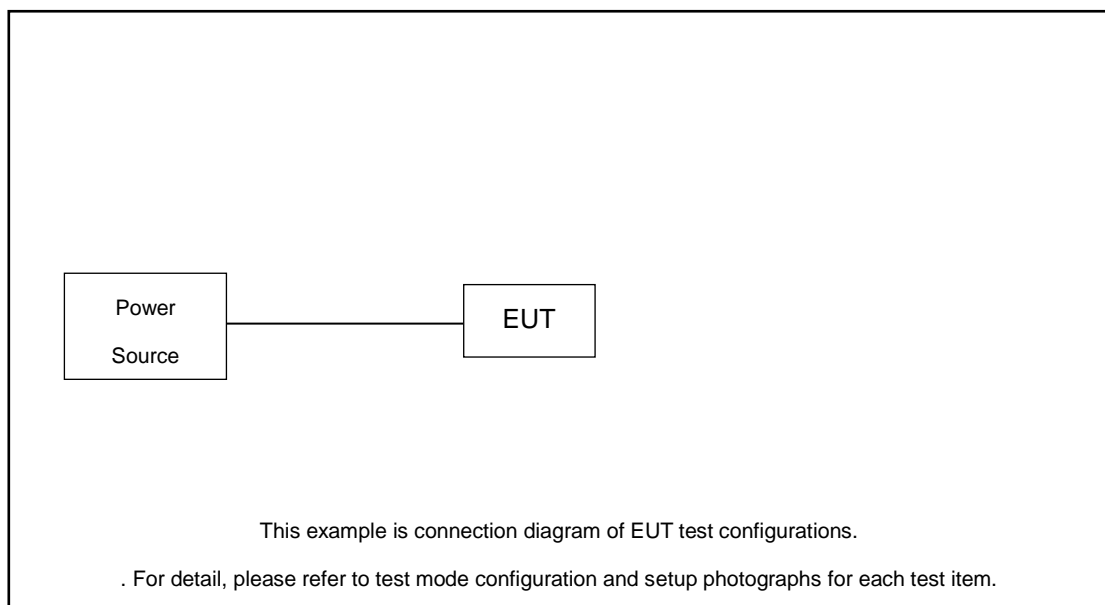 Power
Source
EUT
This example is connection diagram of EUT test configurations.
. For detail, please refer to test mode configuration and setup photographs for each test item.